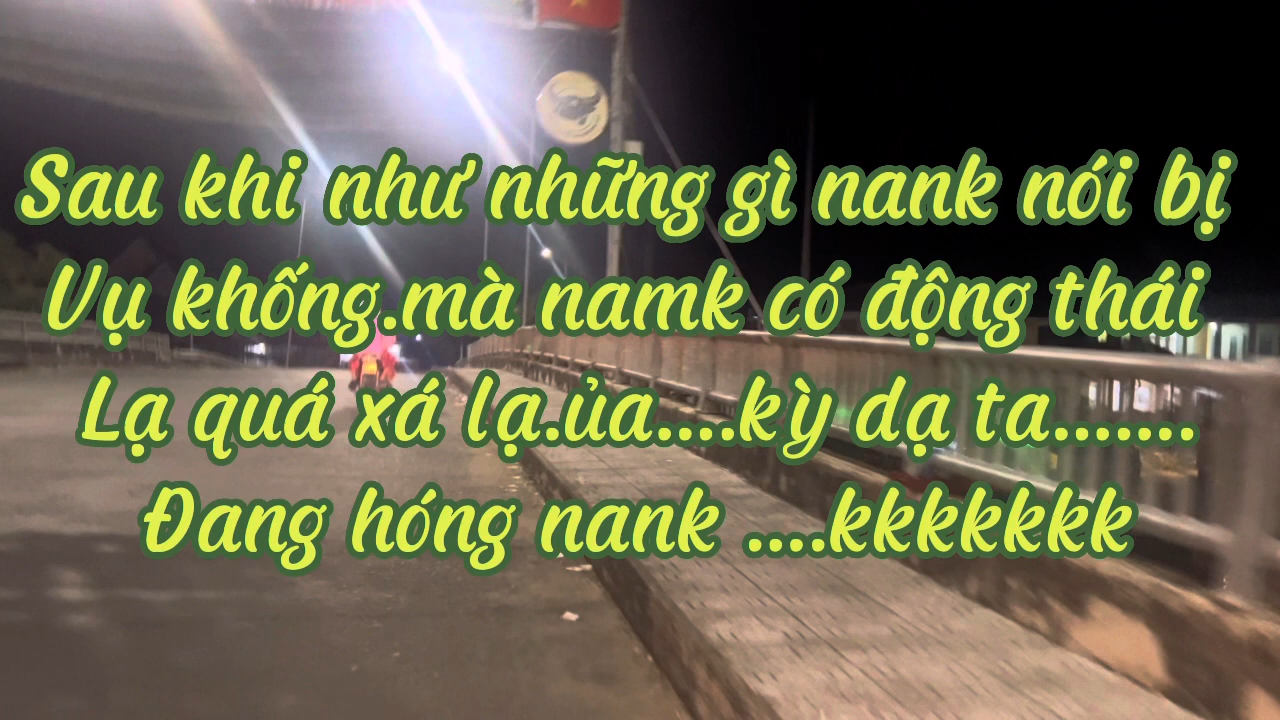 Sau khi như những gì nank nói bị
Vụ khống.mà namk có động thái
Lạ quá xá lạ.ủa....kỳ dạ ta.......
Đang hóng nank ....kkkkkkk